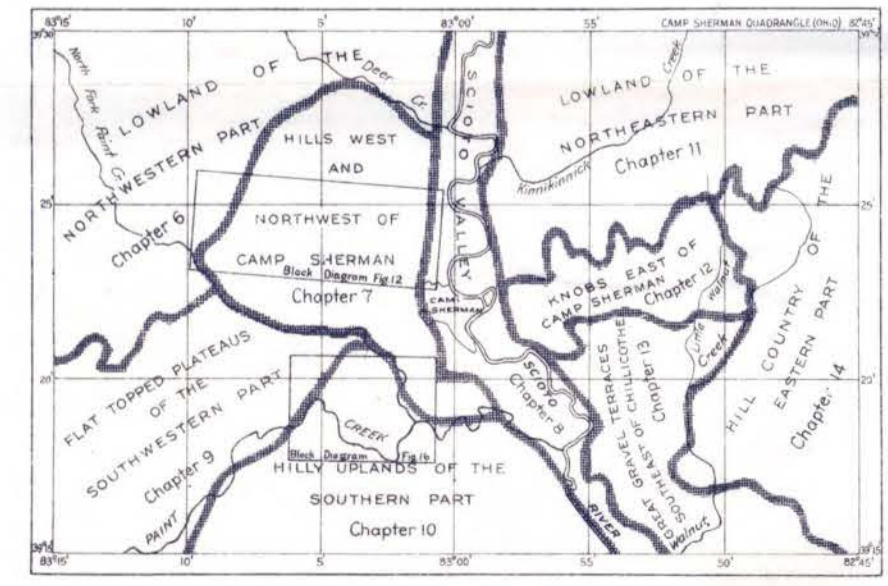 CAMP SHERMAN QUADRANGLE (OHIO)
10'
5'
83°00'
55'
82°45'
39°30'
North Fork Paint Cr.
LOWLAND OF THE
NORTHWESTERN PART
Chapter 6
Deer Cr.
HILLS WEST
AND
NORTHWEST OF
CAMP SHERMAN
Block Diagram Fig. 12
Chapter 7
SCIOTO VALLEY
CAMP
SHERMAN
Creek
LOWLAND OF THE
NORTHEASTERN PART
Chapter 11
Kinnikinnick
25'
25'
KNOBS EAST OF
CAMP SHERMAN
Chapter 12
Little Walnut
Creek
HILL COUNTRY OF THE
EASTERN PART
Chapter 14
20'
20'
FLAT TOPPED PLATEAUS
OF THE
SOUTHWESTERN PART
Chapter 9
SCIOTO
Chapter 8
RIVER
GREAT GRAVEL TERRACES
SOUTHEAST OF CHILLICOTHE
Chapter 13
Walnut
CREEK
Block Diagram Fig. 16
HILLY UPLANDS OF THE
SOUTHERN PART
Chapter 10
PAINT
39°15'
83°15'
10'
5'
83°00'
55'
50'
82°45'
39°15'